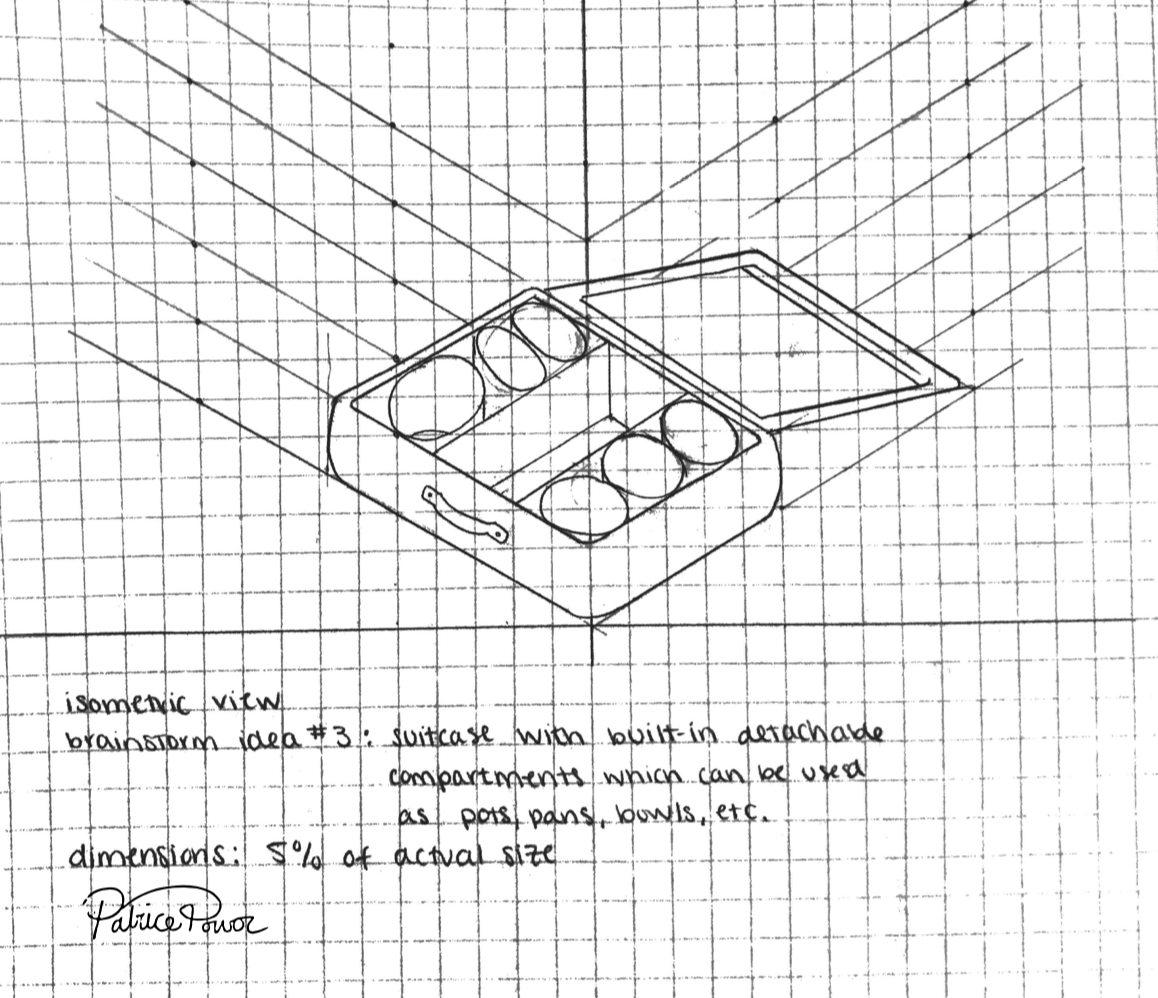 isometric view
brainstorm idea #3: suitcase with built-in detachable
compartments which can be used
as pots, pans, bowls, etc.
dimensions: 5% of actual size
Patrice Powoz